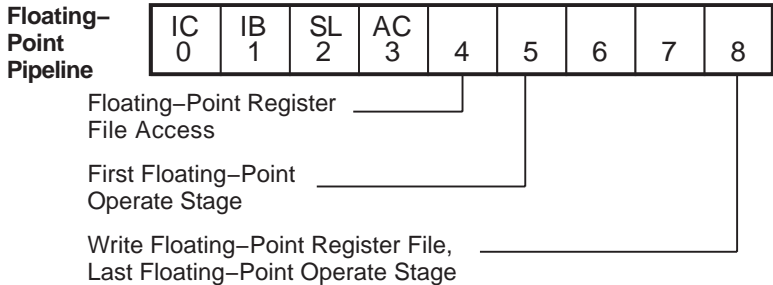 Floating–
Point
Pipeline
IC IB SL AC
0 1 2 3 4 5 6 7 8
Floating–Point Register
File Access
First Floating–Point
Operate Stage
Write Floating–Point Register File,
Last Floating–Point Operate Stage